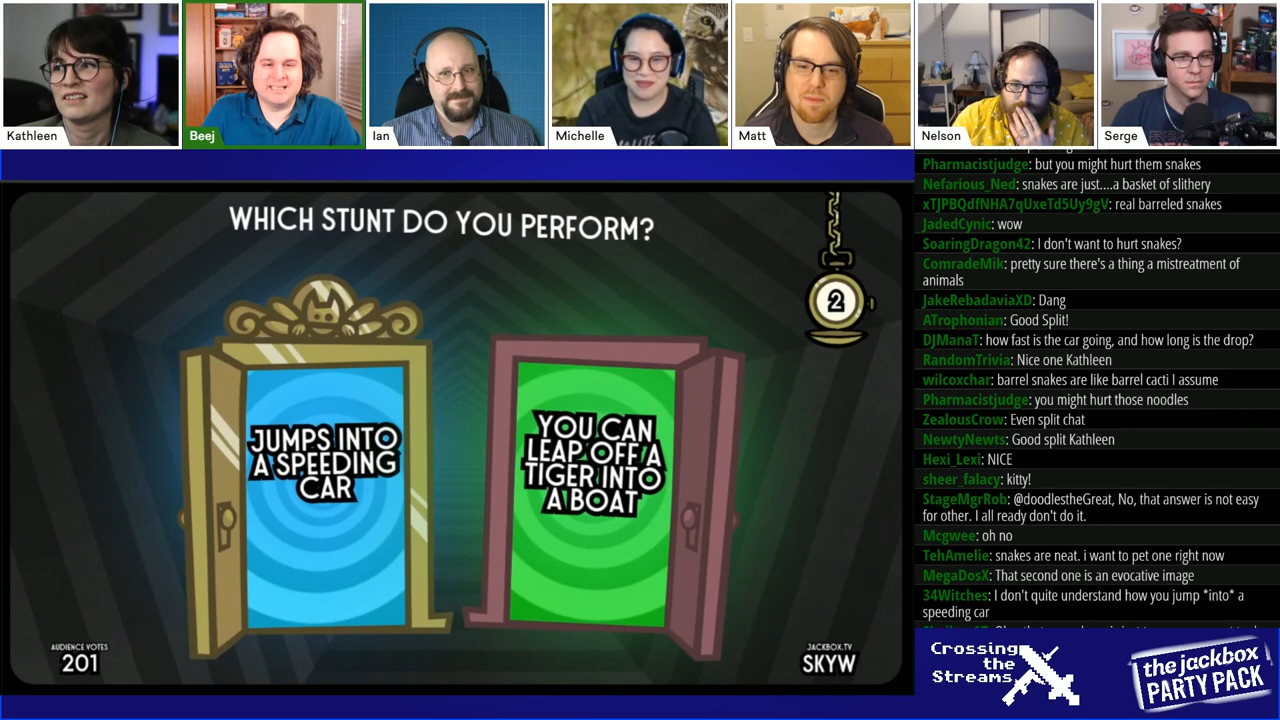 Kathleen
Beej
Ian
Michelle
Matt
Nelson
Serge
WHICH STUNT DO YOU PERFORM?
2
JUMPS INTO
A SPEEDING
CAR
YOU CAN
LEAP OFF A
TIGER INTO
A BOAT
AUDIENCE VOTES
201
JACKBOX.TV
SKYW
Pharmacistjudge: but you might hurt them snakes
Nefarious_Ned: snakes are just....a basket of slithery
xTJPBQdfNHA7qUxeTd5Uy9gV: real barreled snakes
JadedCynic: wow
SoaringDragon42: I don't want to hurt snakes?
ComradeMik: pretty sure there's a thing a mistreatment of
animals
JakeRebadaviaXD: Dang
ATrophonian: Good Split!
DJManaT: how fast is the car going, and how long is the drop?
RandomTrivia: Nice one Kathleen
wilcoxchar: barrel snakes are like barrel cacti I assume
Pharmacistjudge: you might hurt those noodles
ZealousCrow: Even split chat
NewtyNewts: Good split Kathleen
Hexi_Lexi: NICE
sheer_falacy: kitty!
StageMgrRob: @doodlestheGreat, No, that answer is not easy
for other. I all ready don't do it.
Mcgwee: oh no
TehAmelie: snakes are neat. i want to pet one right now
MegaDosX: That second one is an evocative image
34Witches: I don't quite understand how you jump *into* a
speeding car
Crossing
the
Streams
the jackbox
PARTY PACK